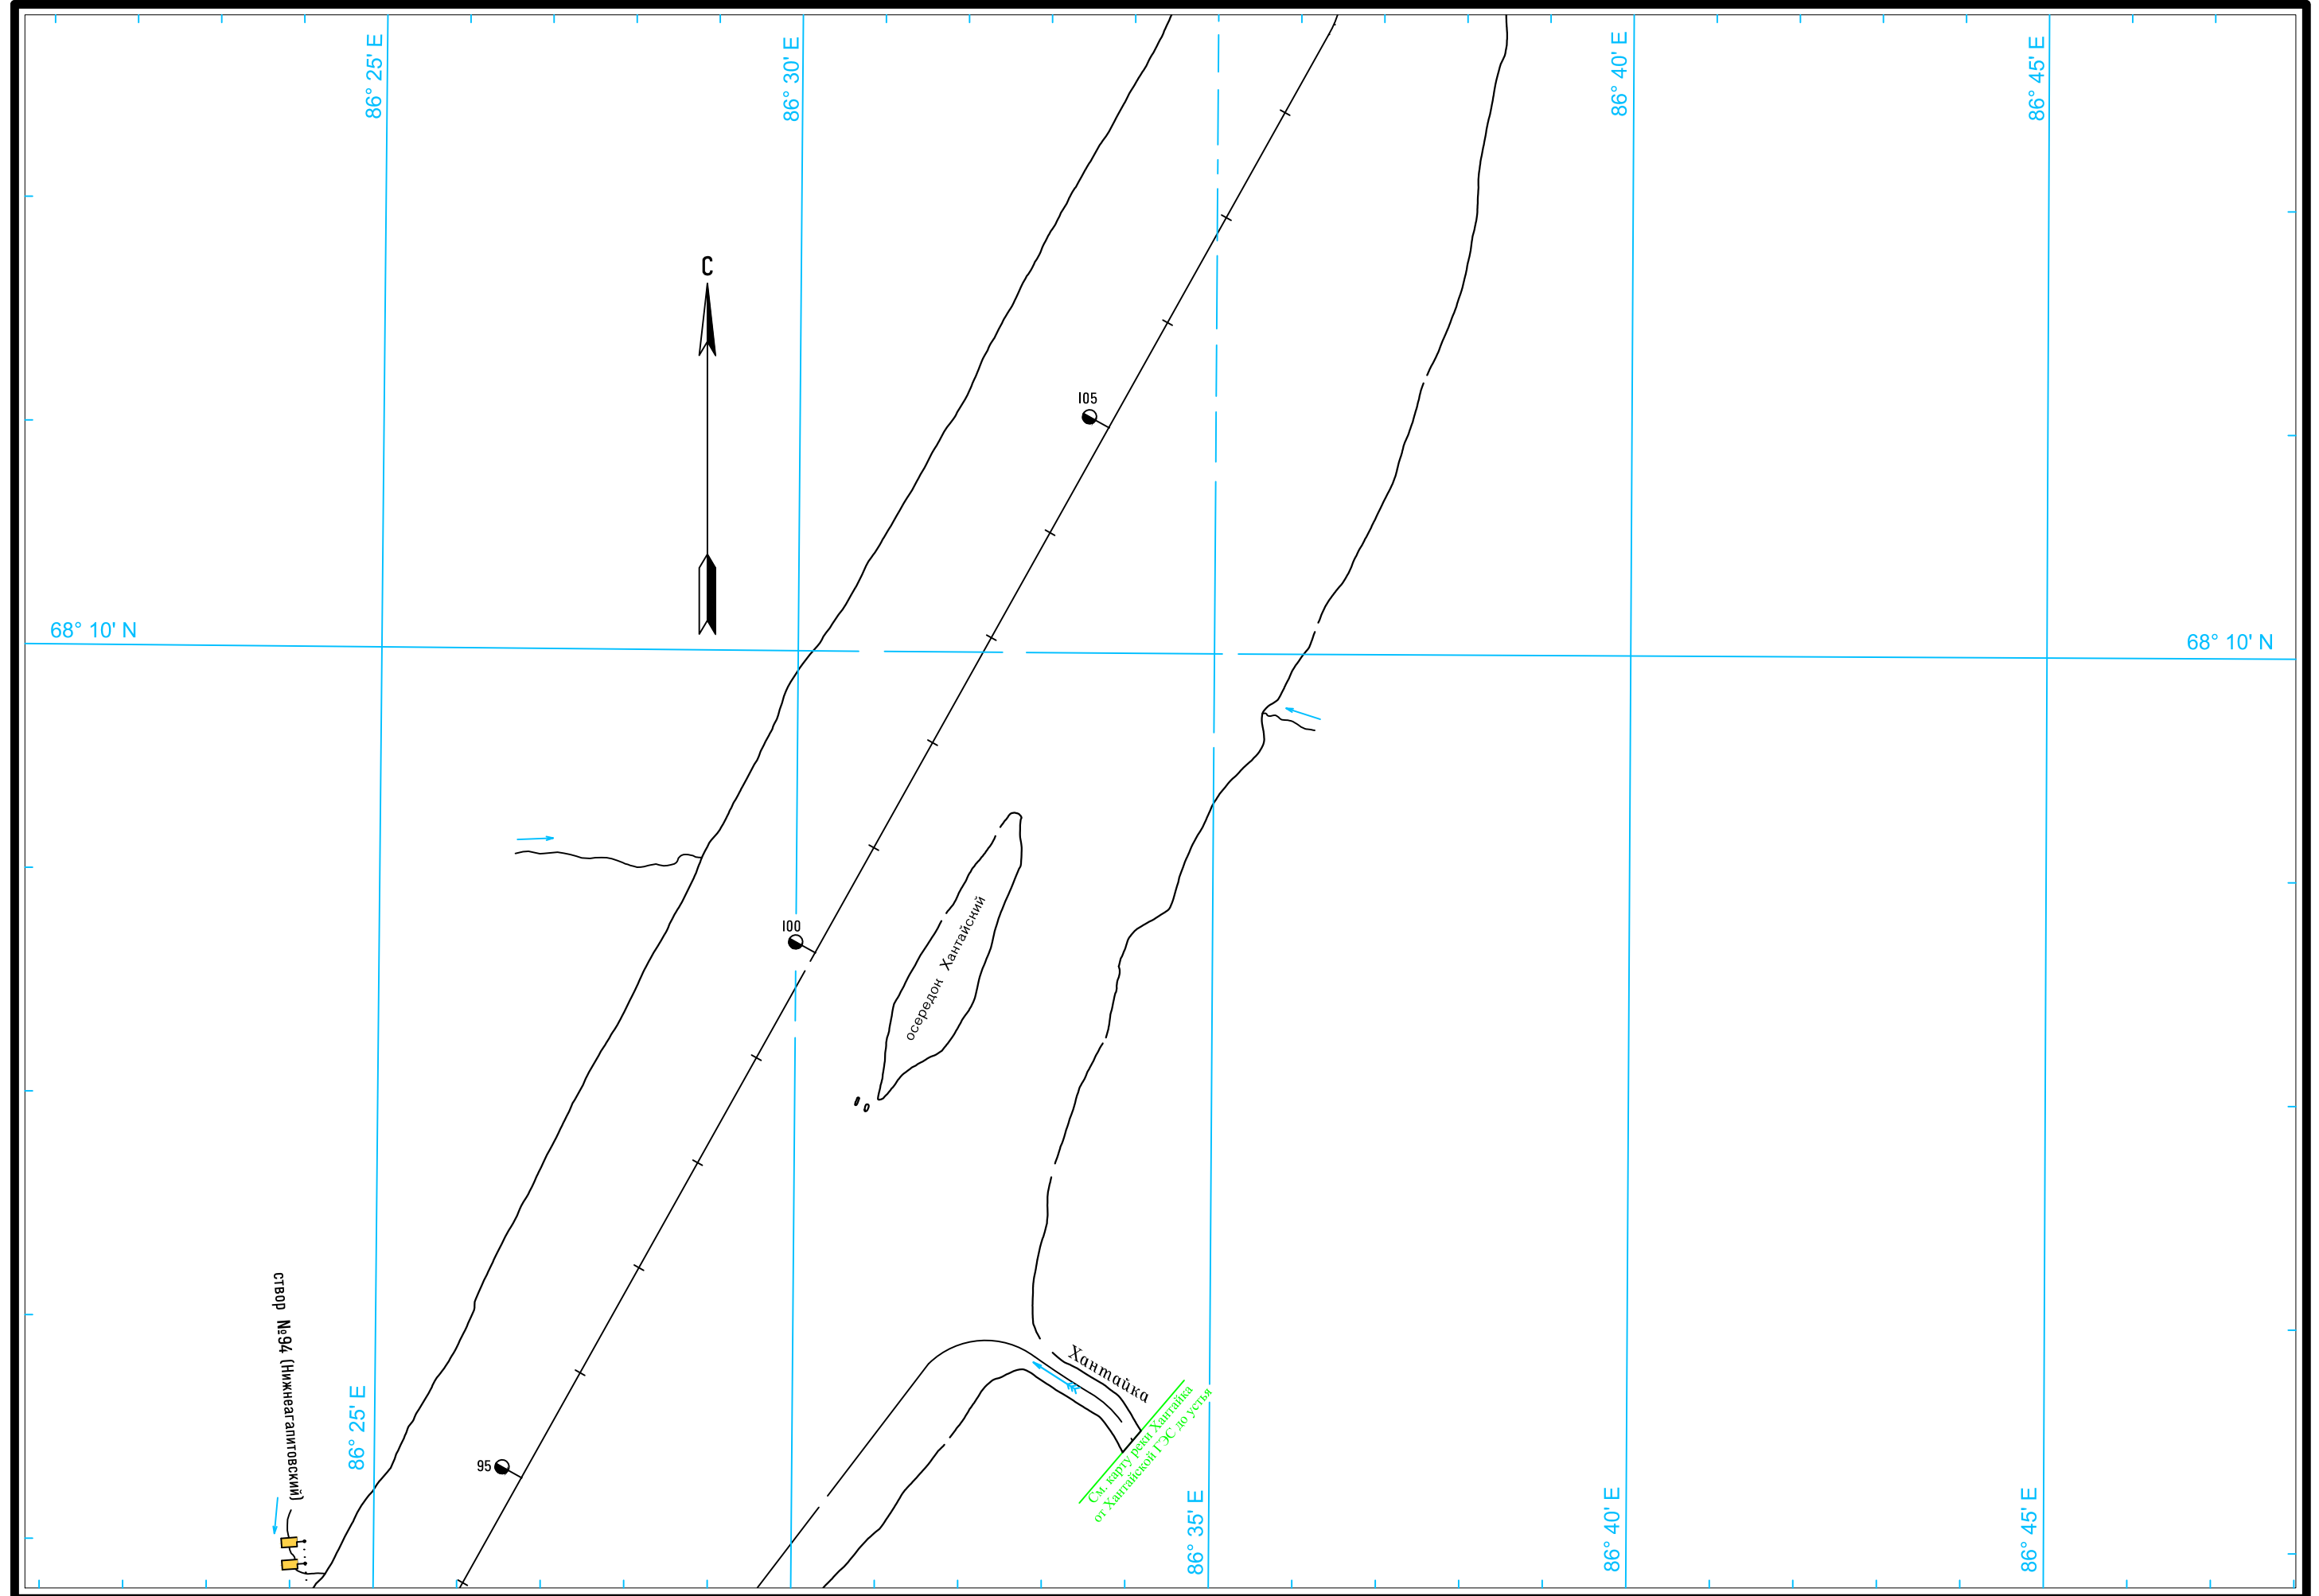 86° 25' E
86° 30' E
86° 40' E
86° 45' E
С
105
68° 10' N
68° 10' N
100
осередок Хантайский
створ №94 (Нижнеагапитовский)
Хантайка
См. карту реки Хантайка
от Хантайской ГЭС до устья
95
86° 25' E
86° 35' E
86° 40' E
86° 45' E